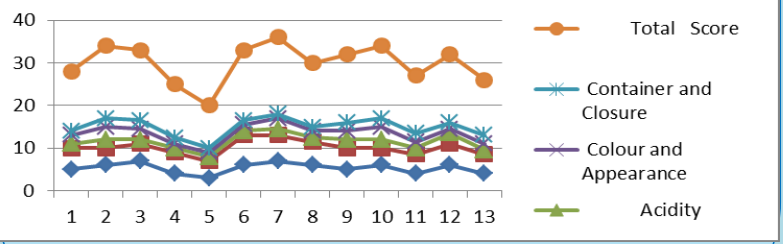 40
30
20
10
0
1 2 3 4 5 6 7 8 9 10 11 12 13
Total Score
Container and
Closure
Colour and
Appearance
Acidity